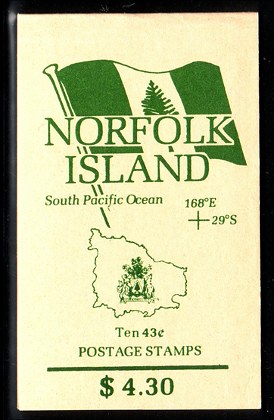 NORFOLK
ISLAND
South Pacific Ocean 168°E
29°S
Ten 43¢
POSTAGE STAMPS
$ 4.30